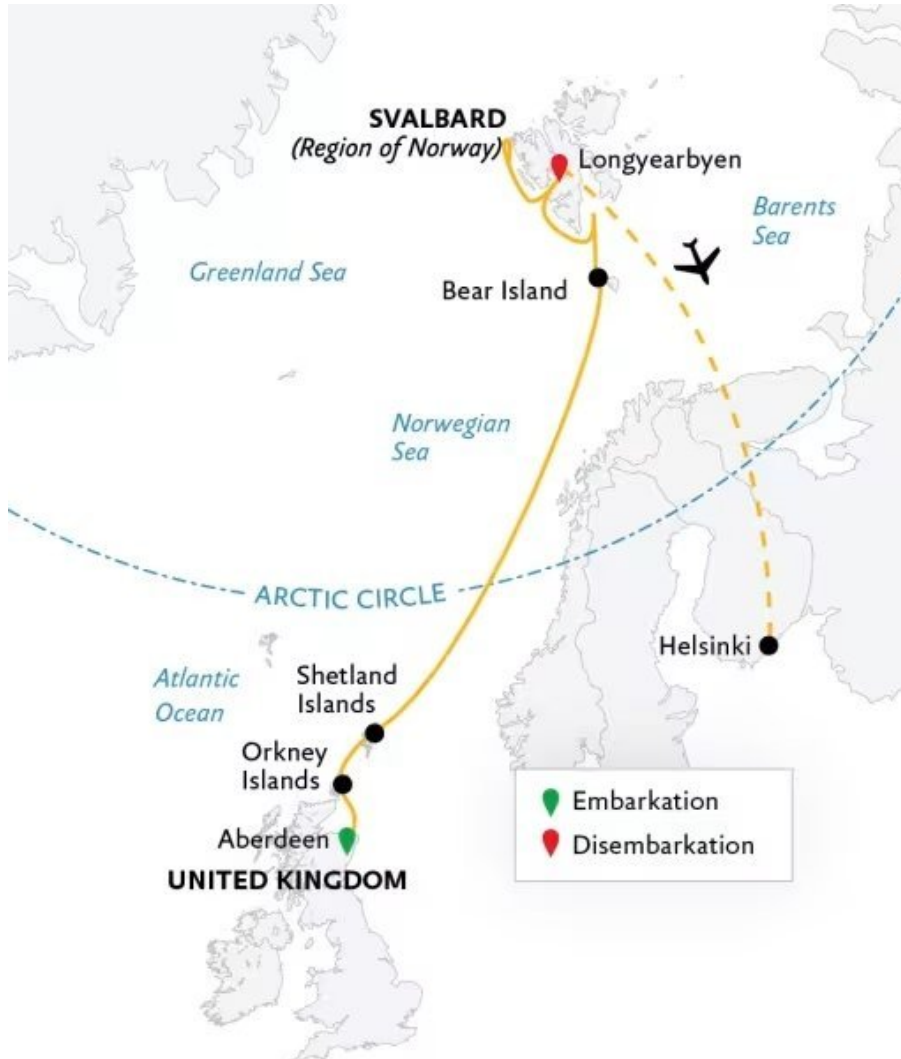 SVALBARD
(Region of Norway)
Longyearbyen
Barents
Sea
Greenland Sea
Bear Island
Norwegian
Sea
ARCTIC CIRCLE
Helsinki
Shetland
Islands
Atlantic
Ocean
Orkney
Islands
Aberdeen
UNITED KINGDOM
Embarkation
Disembarkation